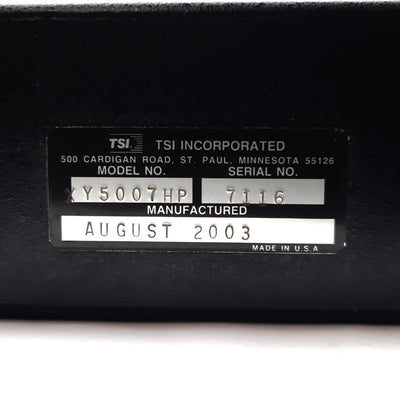 TSI TSI INCORPORATED
500 CARDIGAN ROAD, ST. PAUL, MINNESOTA 55126
MODEL NO. SERIAL NO.
XY5007HP 7116
MANUFACTURED
AUGUST 2003
MADE IN U.S.A